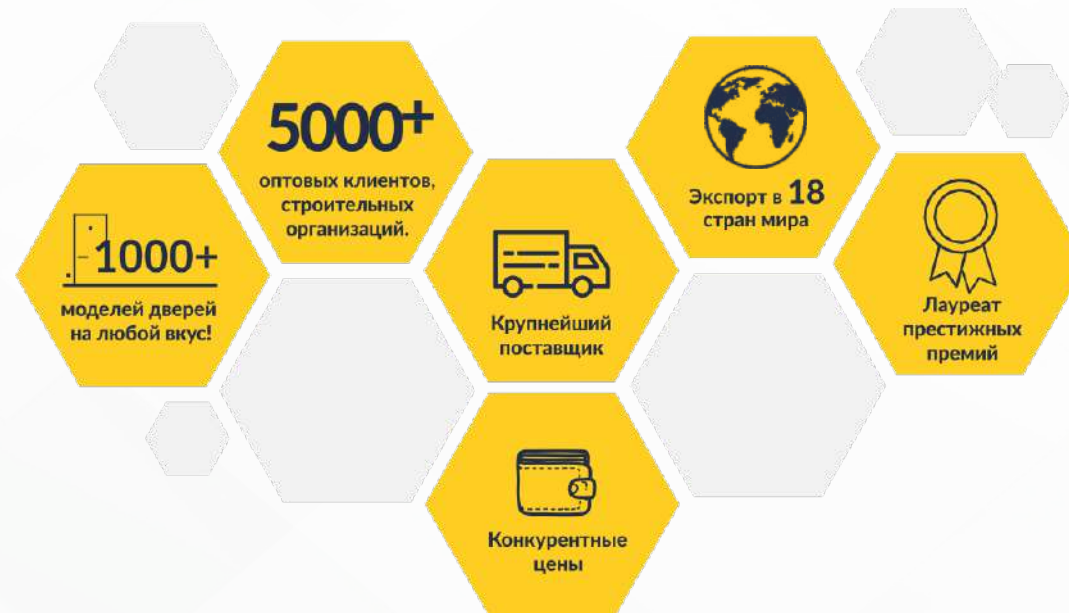 1000+
моделей дверей
на любой вкус!
5000+
оптовых клиентов,
строительных
организаций.
Крупнейший
поставщик
Конкурентные
цены
Экспорт в 18
стран мира
Лауреат
престижных
премий